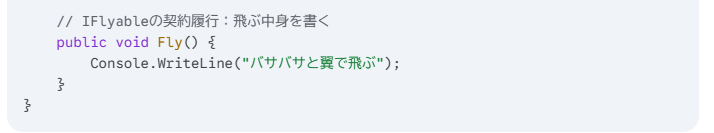 // IFlyableの契約履行：飛ぶ中身を書く
public void Fly() {
Console.WriteLine("バサバサと翼で飛ぶ");
}
}